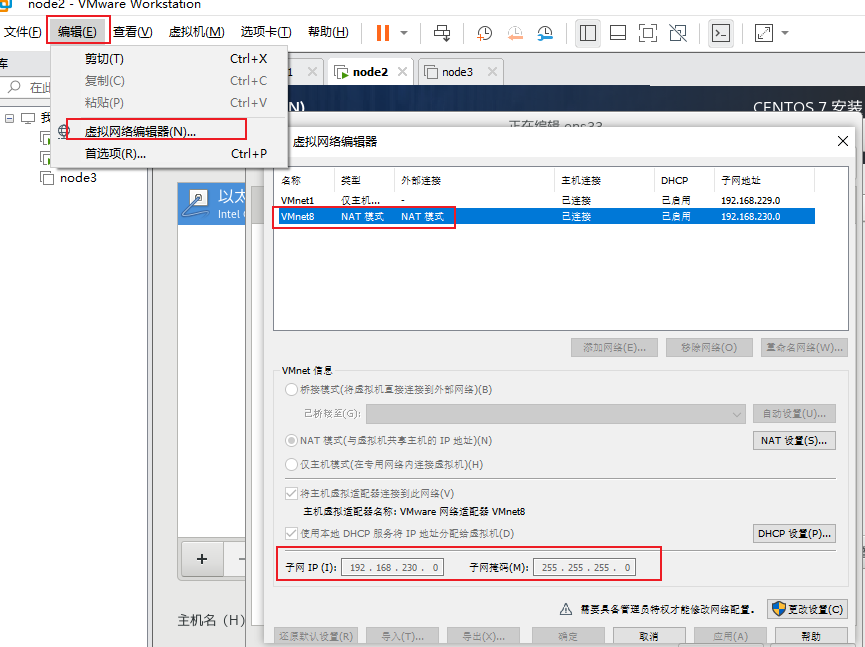 node2 - VMware Workstation
文件(F) 编辑(E) 查看(V) 虚拟机(M) 选项卡(T) 帮助(H)
库
剪切(T) Ctrl+X
复制(C) Ctrl+C
粘贴(P) Ctrl+V
虚拟网络编辑器(N)...
首选项(R)... Ctrl+P
在此
我
node3
1
node2
node3
N)
CENTOS 7 安装
正在编辑 ens33
以太
Intel
+
−
主机名（H）
虚拟网络编辑器
名称 类型 外部连接 主机连接 DHCP 子网地址
VMnet1 仅主机... - 已连接 已启用 192.168.229.0
VMnet8 NAT 模式 NAT 模式 已连接 已启用 192.168.230.0
添加网络(E)... 移除网络(O) 重命名网络(W)...
VMnet 信息
桥接模式(将虚拟机直接连接到外部网络)(B)
已桥接至(G): 自动设置(U)...
NAT 模式(与虚拟机共享主机的 IP 地址)(N) NAT 设置(S)...
仅主机模式(在专用网络内连接虚拟机)(H)
将主机虚拟适配器连接到此网络(V)
主机虚拟适配器名称: VMware 网络适配器 VMnet8
使用本地 DHCP 服务将 IP 地址分配给虚拟机(D) DHCP 设置(P)...
子网 IP (I): 192 . 168 . 230 . 0 子网掩码(M): 255 . 255 . 255 . 0
需要具备管理员特权才能修改网络配置。 更改设置(C)
还原默认设置(R) 导入(T)... 导出(X)... 确定 取消 应用(A) 帮助